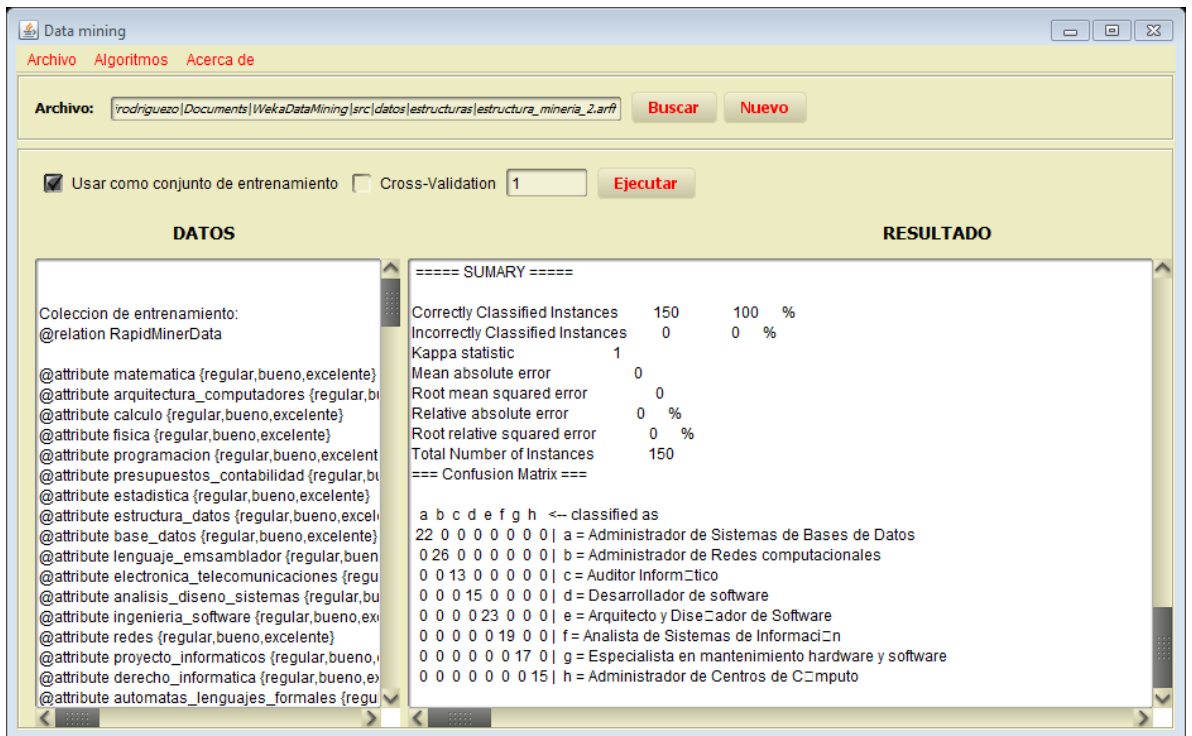 Data mining
Archivo Algoritmos Acerca de
Archivo: rodriguezo|Documents|WekaDataMining|src|datos|estructuras|estructura_mineria_2.arff Buscar Nuevo
Usar como conjunto de entrenamiento Cross-Validation 1 Ejecutar
DATOS
Coleccion de entrenamiento:
@relation RapidMinerData
@attribute matematica {regular,bueno,excelente}
@attribute arquitectura_computadores {regular,bu
@attribute calculo {regular,bueno,excelente}
@attribute fisica {regular,bueno,excelente}
@attribute programacion {regular,bueno,excelent
@attribute presupuestos_contabilidad {regular,bu
@attribute estadistica {regular,bueno,excelente}
@attribute estructura_datos {regular,bueno,excel
@attribute base_datos {regular,bueno,excelente}
@attribute lenguaje_emsamblador {regular,buen
@attribute electronica_telecomunicaciones {regu
@attribute analisis_diseno_sistemas {regular,bu
@attribute ingenieria_software {regular,bueno,ex
@attribute redes {regular,bueno,excelente}
@attribute proyecto_informaticos {regular,bueno,
@attribute derecho_informatica {regular,bueno,e
@attribute automatas_lenguajes_formales {regu
RESULTADO
===== SUMARY =====
Correctly Classified Instances 150 100 %
Incorrectly Classified Instances 0 0 %
Kappa statistic 1
Mean absolute error 0
Root mean squared error 0
Relative absolute error 0 %
Root relative squared error 0 %
Total Number of Instances 150
=== Confusion Matrix ===
a b c d e f g h <-- classified as
22 0 0 0 0 0 0 0 | a = Administrador de Sistemas de Bases de Datos
0 26 0 0 0 0 0 0 | b = Administrador de Redes computacionales
0 0 13 0 0 0 0 0 | c = Auditor Inform□tico
0 0 0 15 0 0 0 0 | d = Desarrollador de software
0 0 0 0 23 0 0 0 | e = Arquitecto y Dise□ador de Software
0 0 0 0 0 19 0 0 | f = Analista de Sistemas de Informaci□n
0 0 0 0 0 0 17 0 | g = Especialista en mantenimiento hardware y software
0 0 0 0 0 0 0 15 | h = Administrador de Centros de C□mputo